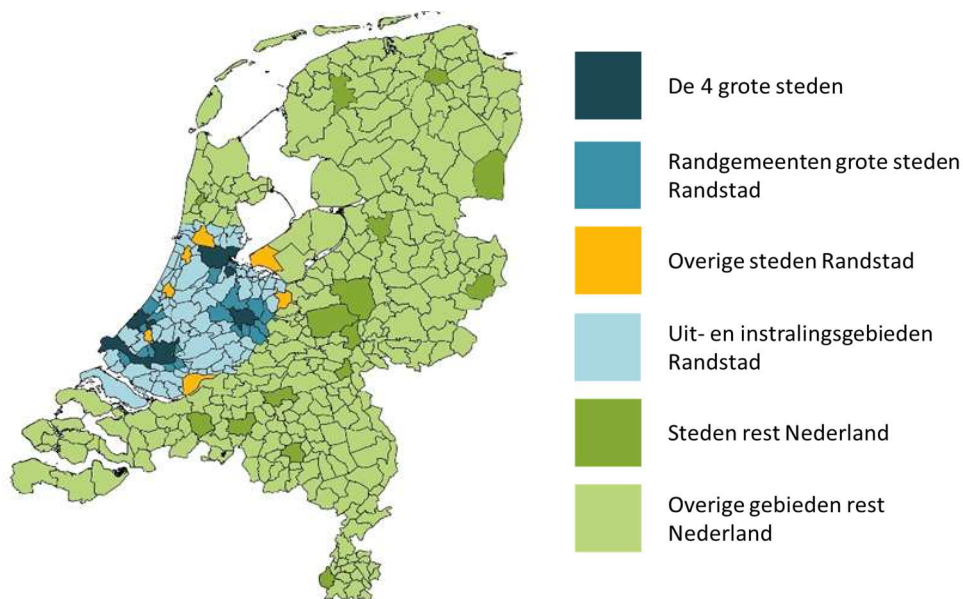 De 4 grote steden
Randgemeenten grote steden
Randstad
Overige steden Randstad
Uit- en instralingsgebieden
Randstad
Steden rest Nederland
Overige gebieden rest
Nederland